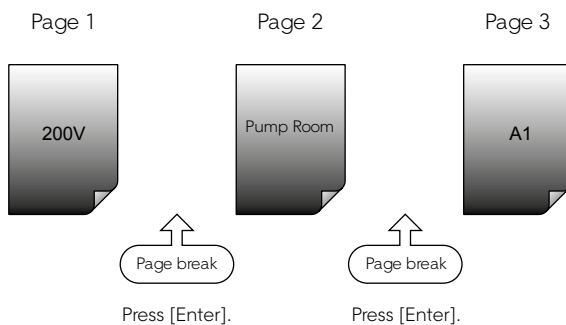 Page 1 Page 2 Page 3
200V Pump Room A1
Page break Page break
Press [Enter]. Press [Enter].